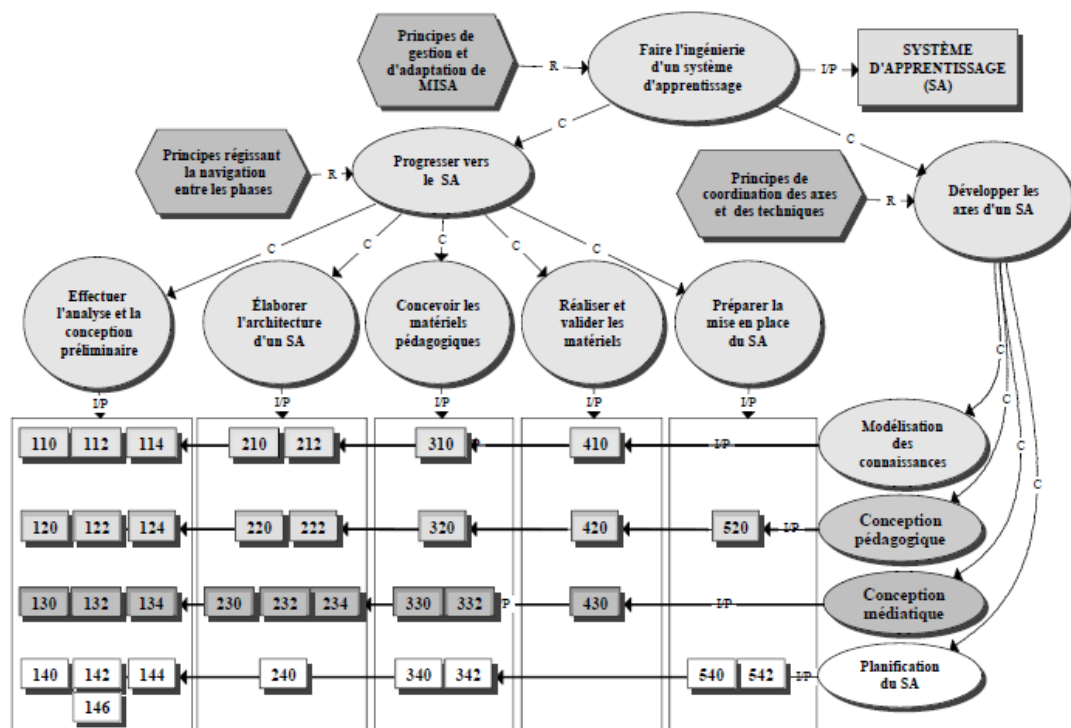 Principes de
gestion et
d'adaptation de
MISA
R
Faire l'ingénierie
d'un système
d'apprentissage
I/P
SYSTÈME
D'APPRENTISSAGE
(SA)
C
C
Principes régissant
la navigation
entre les phases
R
Progresser vers
le SA
Principes de
coordination des axes
et des techniques
R
Développer les
axes d'un SA
C
C
C
C
C
Effectuer
l'analyse et la
conception
préliminaire
Élaborer
l'architecture
d'un SA
Concevoir les
matériels
pédagogiques
Réaliser et
valider les
matériels
Préparer la
mise en place
du SA
C
C
C
C
I/P
I/P
I/P
I/P
I/P
110 112 114
210 212
310
P
410
I/P
Modélisation
des
connaissances
120 122 124
220 222
320
420
520
I/P
Conception
pédagogique
130 132 134
230 232 234
330 332
/P
430
I/P
Conception
médiatique
140 142 144
146
240
340 342
540 542
I/P
Planification
du SA